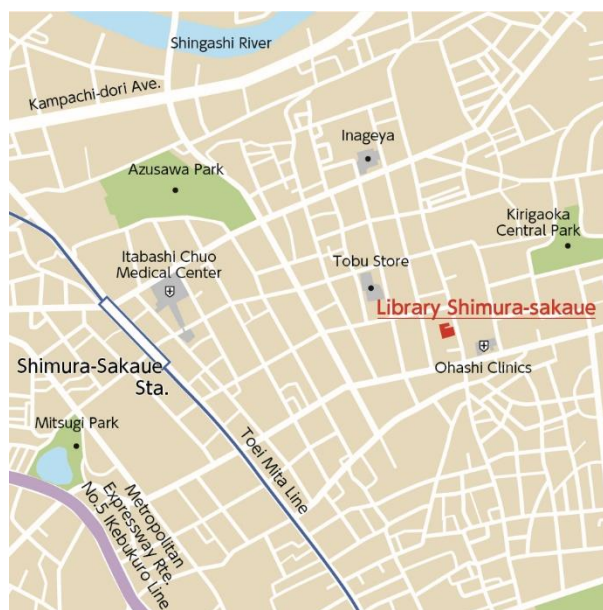 Shingashi River
Kampachi-dori Ave.
Inageya
Azusawa Park
Kirigaoka
Central Park
Itabashi Chuo
Medical Center
Tobu Store
Library Shimura-sakaue
Shimura-Sakaue
Sta.
Ohashi Clinics
Mitsugi Park
Toei Mita Line
Metropolitan
Expressway Rte.
No.5 IKebukuro Line